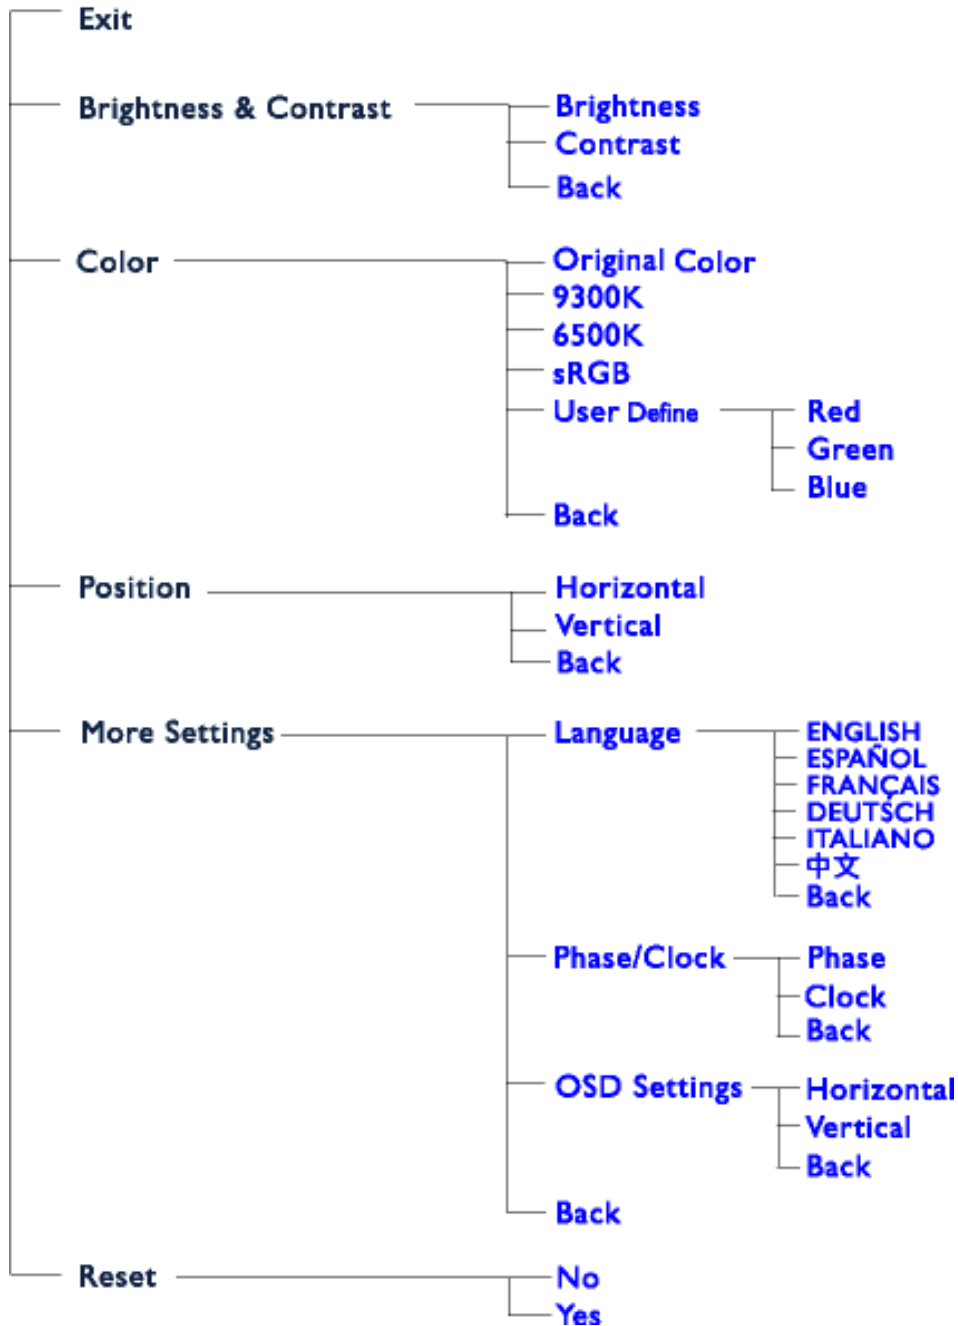 Exit
Brightness & Contrast
Brightness
Contrast
Back
Color
Original Color
9300K
6500K
sRGB
User Define
Red
Green
Blue
Back
Position
Horizontal
Vertical
Back
More Settings
Language
ENGLISH
ESPAÑOL
FRANÇAIS
DEUTSCH
ITALIANO
中文
Back
Phase/Clock
Phase
Clock
Back
OSD Settings
Horizontal
Vertical
Back
Back
Reset
No
Yes